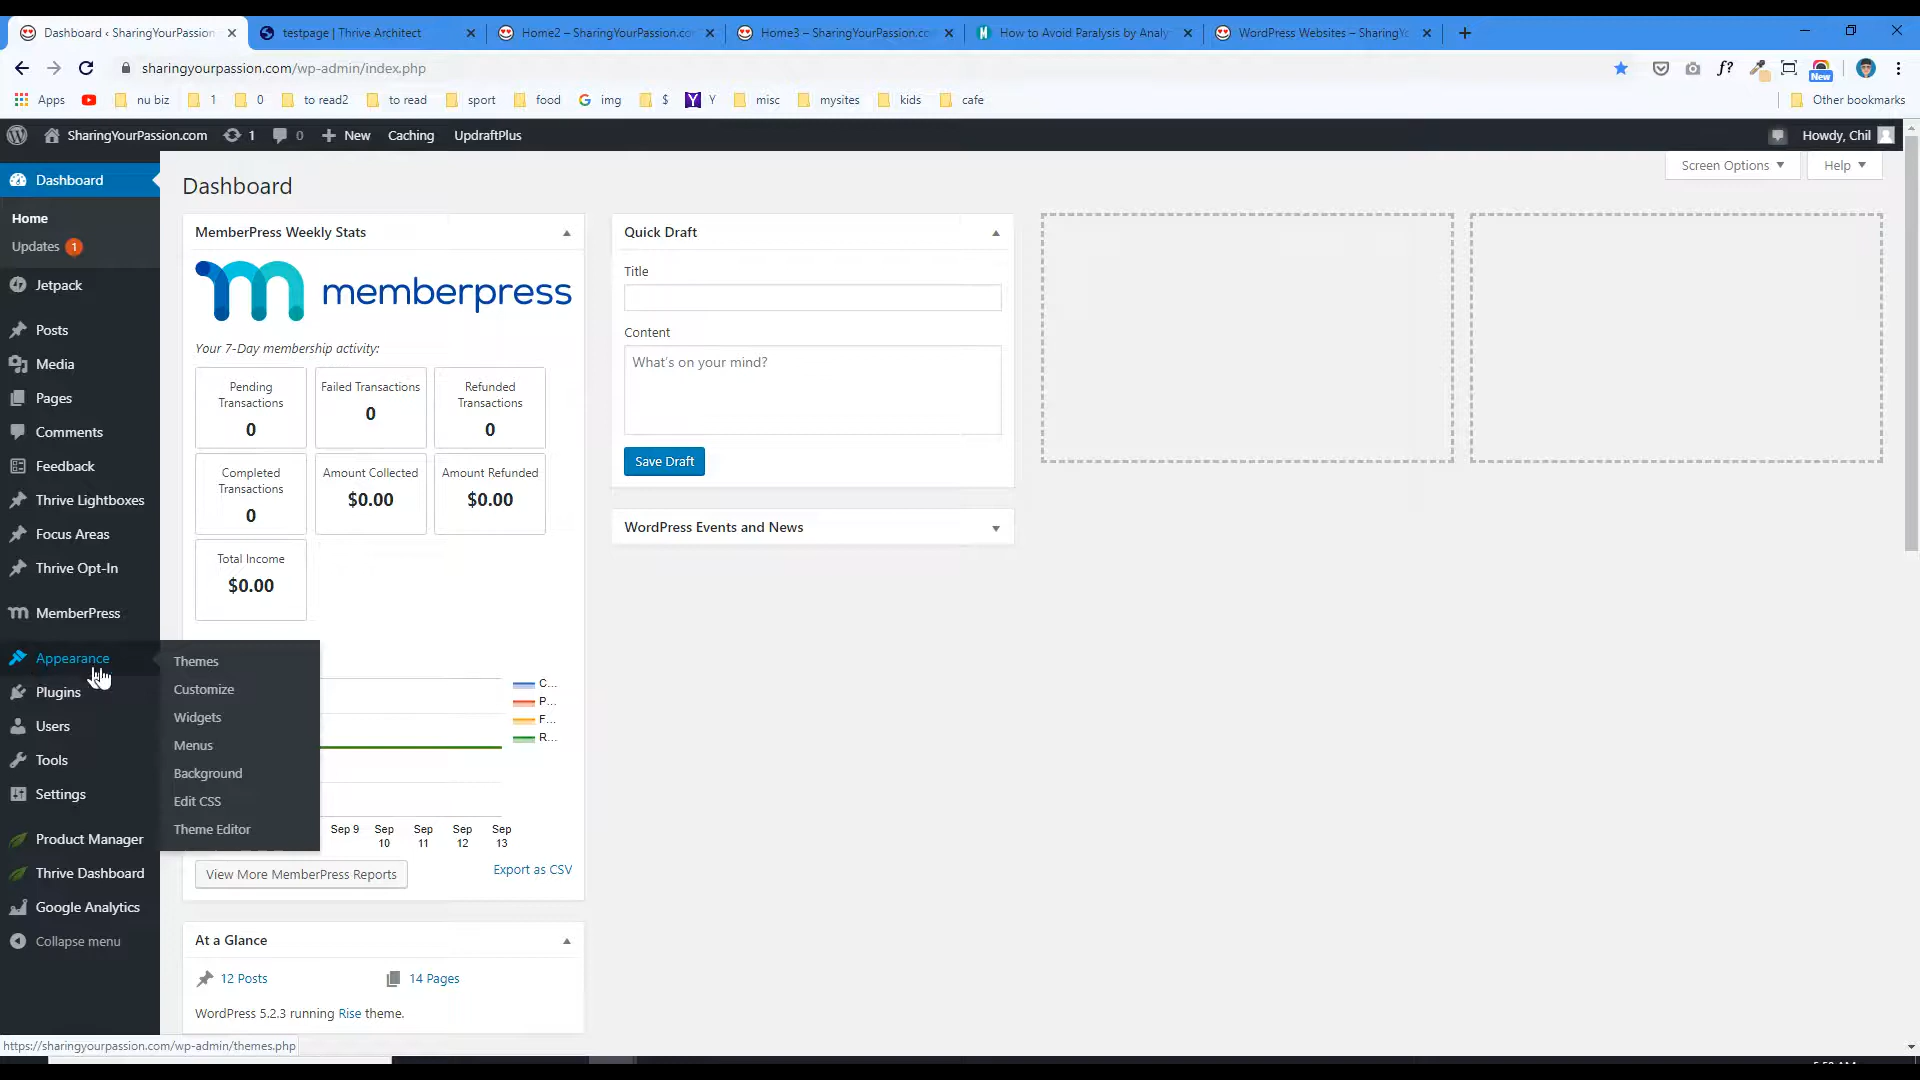 Dashboard ‹ SharingYourPassion
testpage | Thrive Architect
Home2 – SharingYourPassion.co
Home3 – SharingYourPassion.co
How to Avoid Paralysis by Analy
WordPress Websites – SharingYo
sharingyourpassion.com/wp-admin/index.php
f?
New
Apps
nu biz
1
0
to read2
to read
sport
food
img
$
Y
misc
mysites
kids
cafe
Other bookmarks
SharingYourPassion.com
1
0
New
Caching
UpdraftPlus
Howdy, Chil
Screen Options
Help
Dashboard
Home
Updates 1
Jetpack
Posts
Media
Pages
Comments
Feedback
Thrive Lightboxes
Focus Areas
Thrive Opt-In
MemberPress
Appearance
Plugins
Users
Tools
Settings
Product Manager
Thrive Dashboard
Google Analytics
Collapse menu
Themes
Customize
Widgets
Menus
Background
Edit CSS
Theme Editor
Dashboard
MemberPress Weekly Stats
memberpress
Your 7-Day membership activity:
Pending Transactions
0
Failed Transactions
0
Refunded Transactions
0
Completed Transactions
0
Amount Collected
$0.00
Amount Refunded
$0.00
Total Income
$0.00
C...
P...
F...
R...
Sep 9
Sep 10
Sep 11
Sep 12
Sep 13
View More MemberPress Reports
Export as CSV
At a Glance
12 Posts
14 Pages
WordPress 5.2.3 running Rise theme.
Quick Draft
Title
Content
What's on your mind?
Save Draft
WordPress Events and News
https://sharingyourpassion.com/wp-admin/themes.php